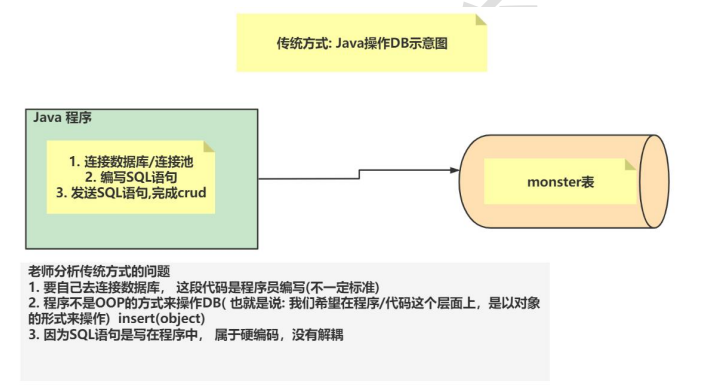 传统方式: Java操作DB示意图
Java 程序
1. 连接数据库/连接池
2. 编写SQL语句
3. 发送SQL语句,完成crud
monster表
老师分析传统方式的问题
1. 要自己去连接数据库， 这段代码是程序员编写(不一定标准)
2. 程序不是OOP的方式来操作DB( 也就是说: 我们希望在程序/代码这个层面上，是以对象
的形式来操作)  insert(object)
3. 因为SQL语句是写在程序中， 属于硬编码，没有解耦